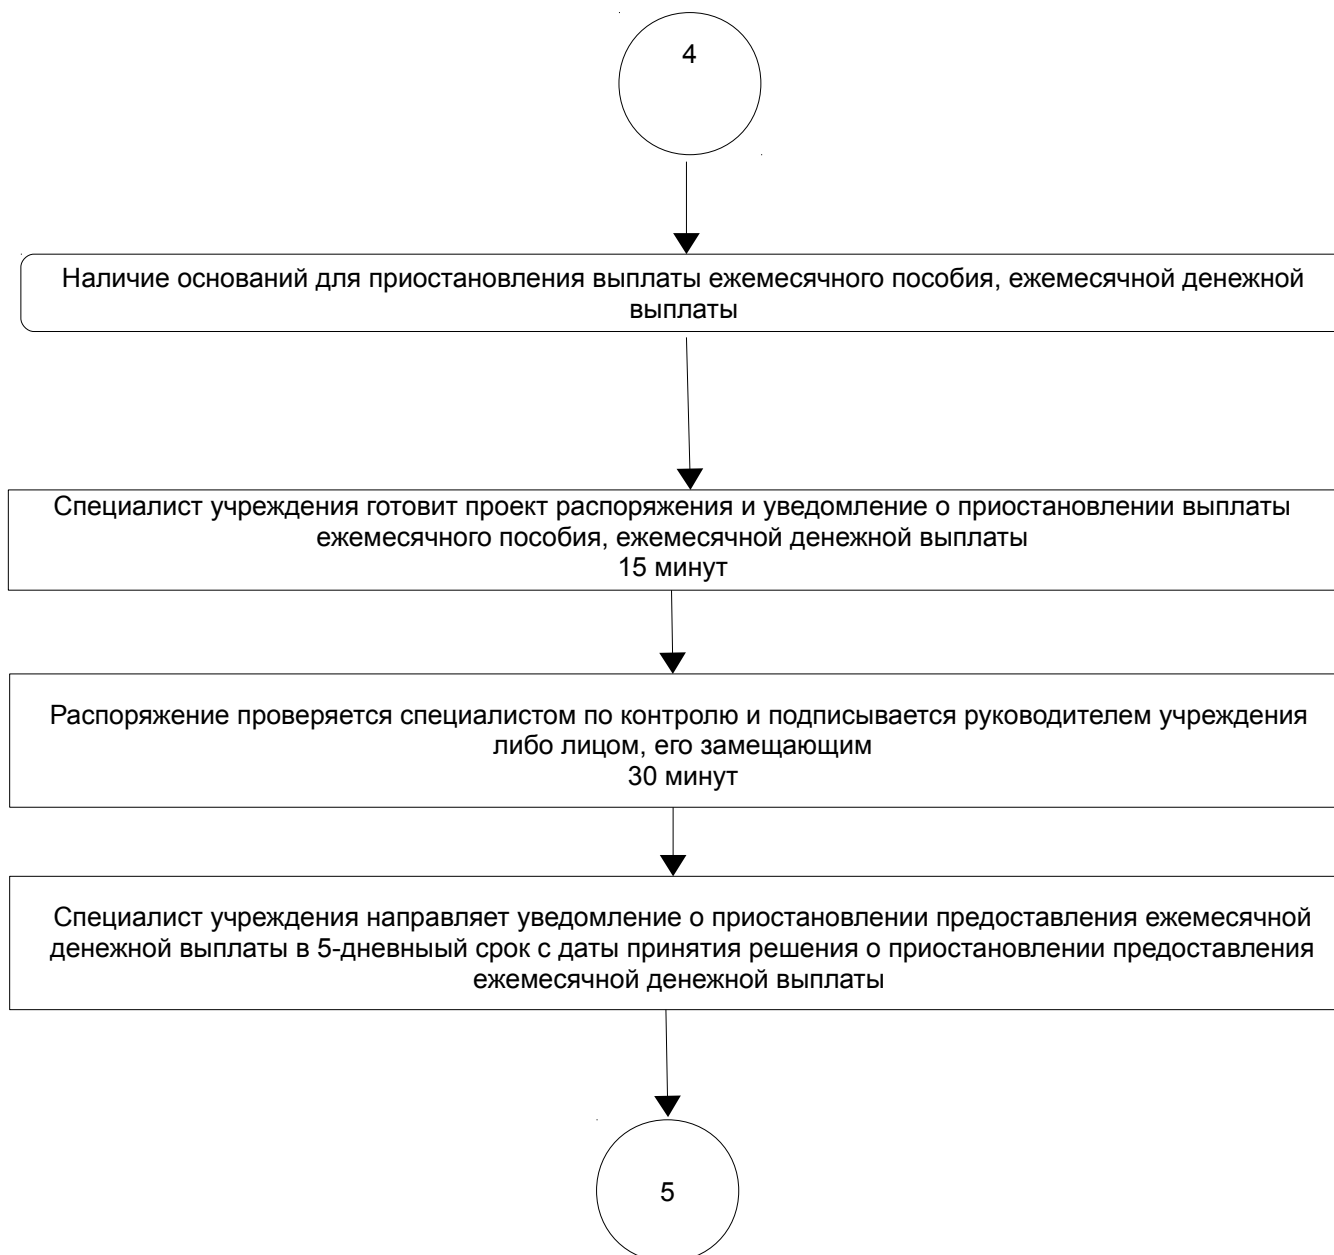 4
Наличие оснований для приостановления выплаты ежемесячного пособия, ежемесячной денежной
выплаты
Специалист учреждения готовит проект распоряжения и уведомление о приостановлении выплаты
ежемесячного пособия, ежемесячной денежной выплаты
15 минут
Распоряжение проверяется специалистом по контролю и подписывается руководителем учреждения
либо лицом, его замещающим
30 минут
Специалист учреждения направляет уведомление о приостановлении предоставления ежемесячной
денежной выплаты в 5-дневныый срок с даты принятия решения о приостановлении предоставления
ежемесячной денежной выплаты
5